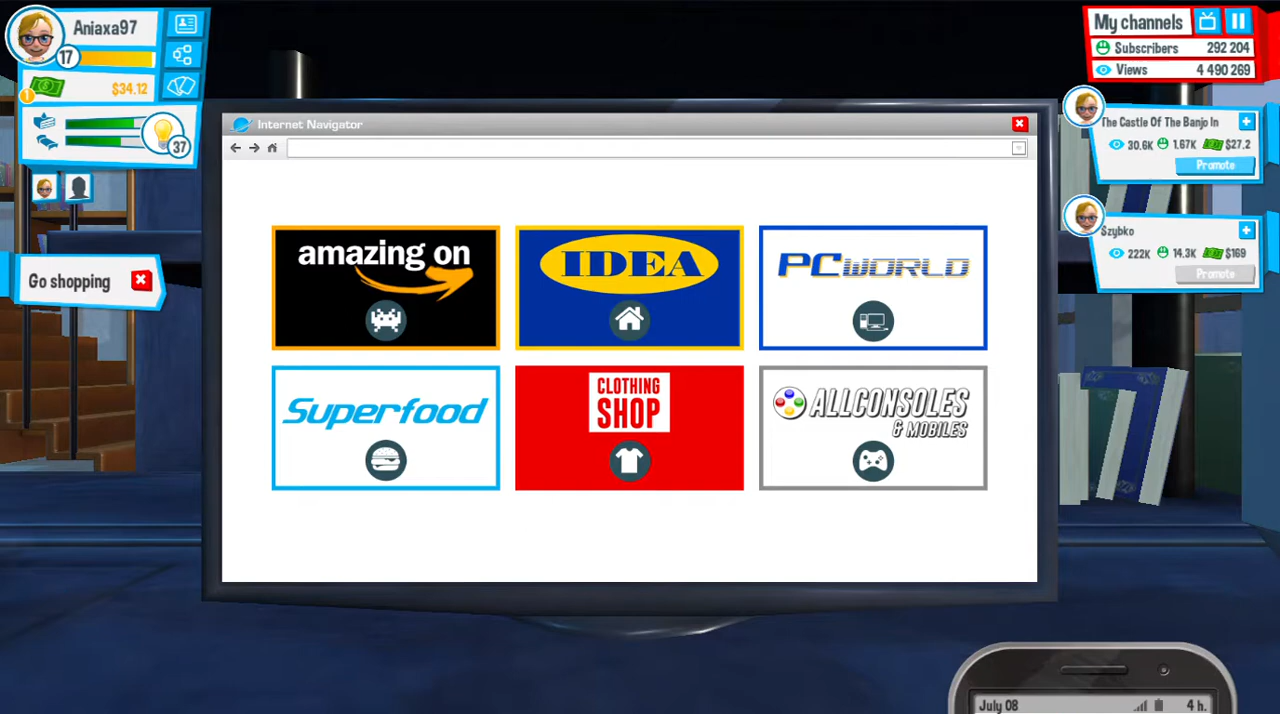 Aniaxa97
17
$34.12
1
37
Go shopping
Internet Navigator
amazing on
IDEA
PCWORLD
Superfood
CLOTHING
SHOP
ALLCONSOLES
& MOBILES
My channels
Subscribers 292 204
Views 4 490 269
The Castle Of The Banjo In
30.6K 1.67K $27.2
Promote
Szybko
222K 14.3K $169
Promote
July 08 4 h.